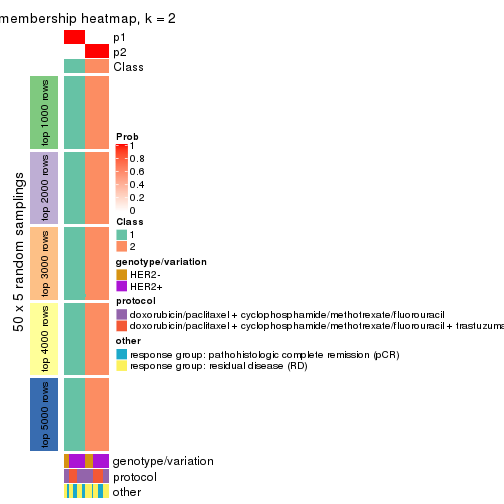 membership heatmap, k = 2
p1
p2
Class
50 x 5 random samplings
top 1000 rows
top 2000 rows
top 3000 rows
top 4000 rows
top 5000 rows
Prob
1
0.8
0.6
0.4
0.2
0
Class
1
2
genotype/variation
HER2-
HER2+
protocol
doxorubicin/paclitaxel + cyclophosphamide/methotrexate/fluorouracil
doxorubicin/paclitaxel + cyclophosphamide/methotrexate/fluorouracil + trastuzuma
other
response group: pathohistologic complete remission (pCR)
response group: residual disease (RD)
genotype/variation
protocol
other